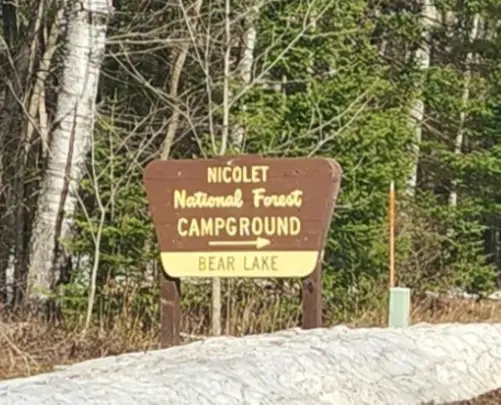 NICOLET
National Forest
CAMPGROUND
BEAR LAKE